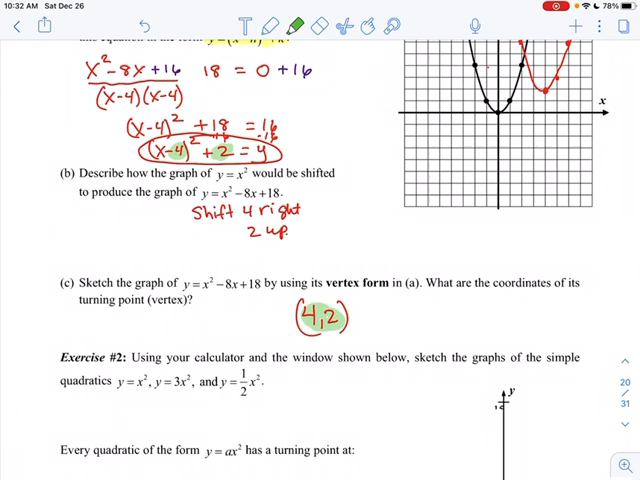 10:32 AM Sat Dec 26
78%
y=(x-h)²+k
x² - 8x + 16 18 = 0 + 16
(x-4)(x-4)
(x-4)² + 18 = 16
-16 -16
(x-4)² + 2 = y
(b) Describe how the graph of y = x² would be shifted
to produce the graph of y = x² − 8x + 18.
Shift 4 right
2 up.
x
(c) Sketch the graph of y = x² − 8x + 18 by using its vertex form in (a). What are the coordinates of its
turning point (vertex)?
(4,2)
Exercise #2: Using your calculator and the window shown below, sketch the graphs of the simple
quadratics y = x², y = 3x², and y = 1/2 x².
y
Every quadratic of the form y = ax² has a turning point at:
20
/
31